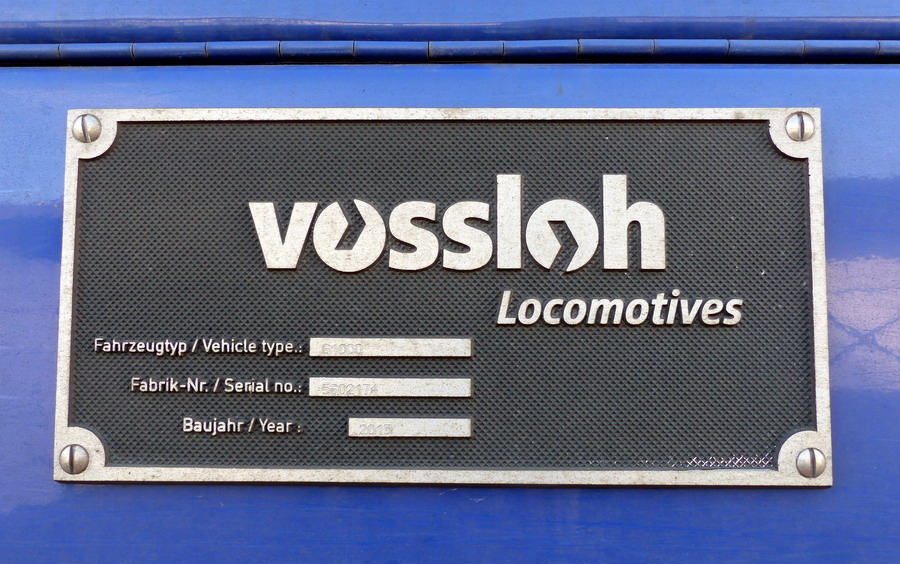 vossloh
Locomotives
Fahrzeugtyp / Vehicle type.:
Fabrik-Nr. / Serial no.:
Baujahr / Year :